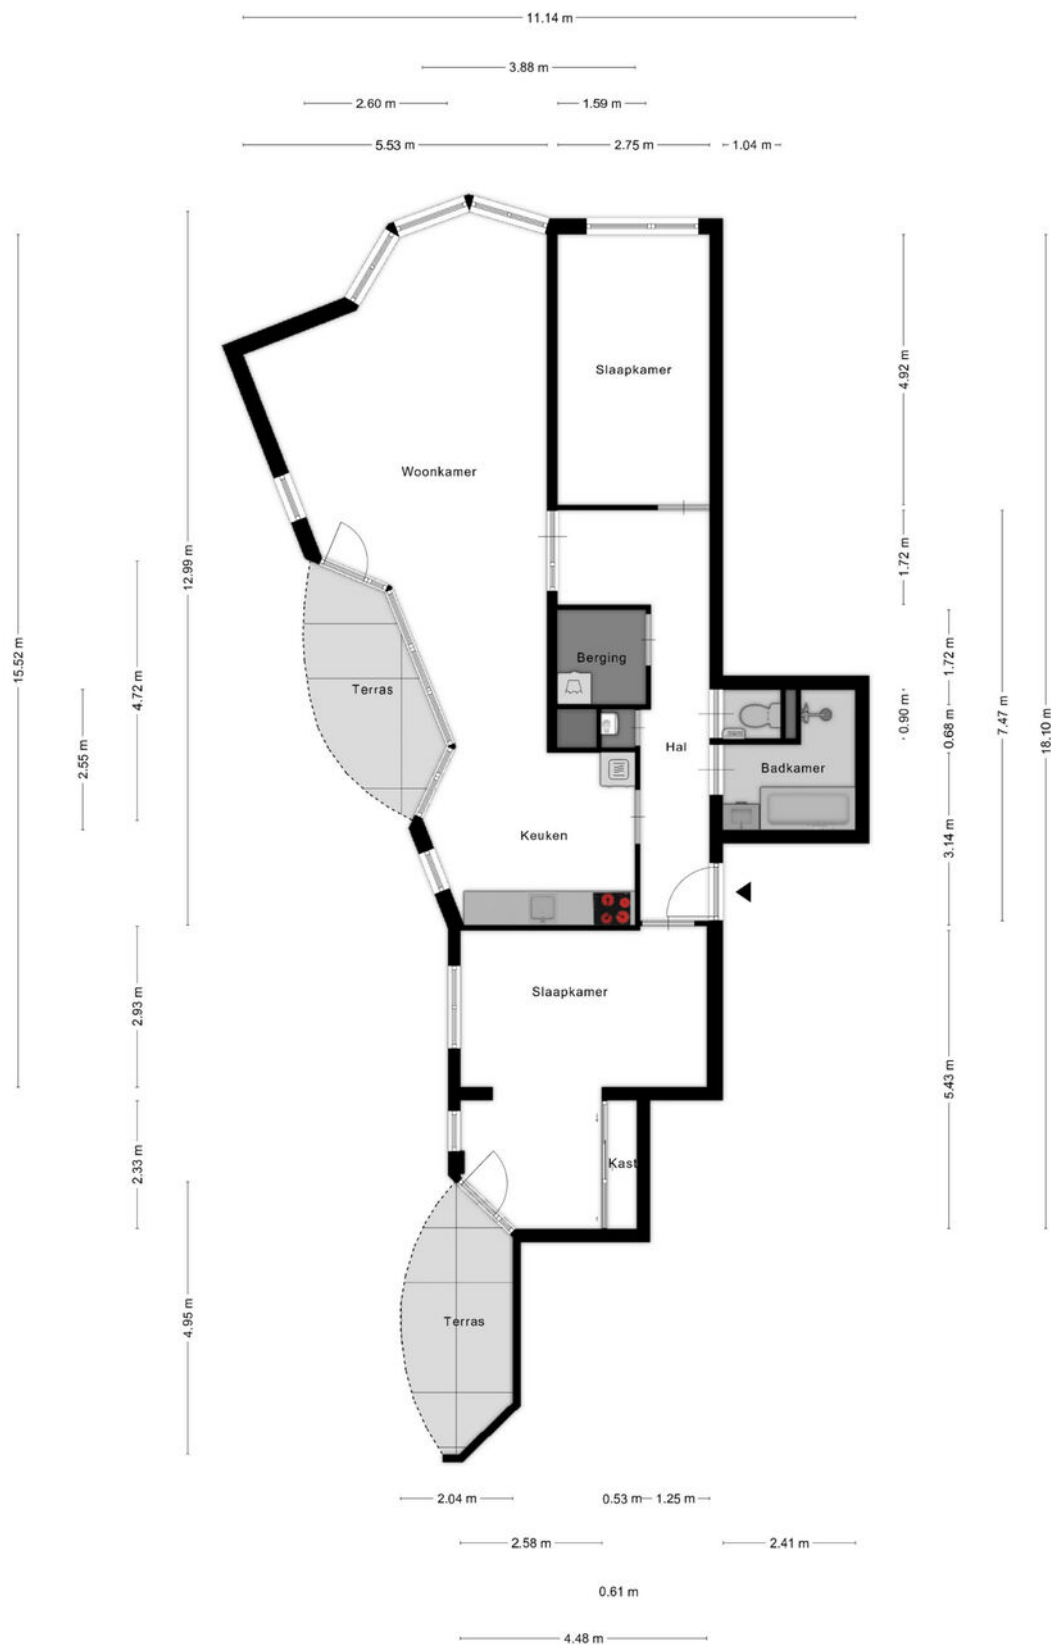 11.14 m
3.88 m
2.60 m
1.59 m
5.53 m
2.75 m
1.04 m
Slaapkamer
4.92 m
Woonkamer
12.99 m
1.72 m
15.52 m
Berging
1.72 m
4.72 m
Terras
0.90 m
0.68 m
7.47 m
18.10 m
2.55 m
Hal
Badkamer
Keuken
3.14 m
Slaapkamer
2.93 m
5.43 m
2.33 m
Kast
4.95 m
Terras
2.04 m
0.53 m
1.25 m
2.58 m
2.41 m
0.61 m
4.48 m